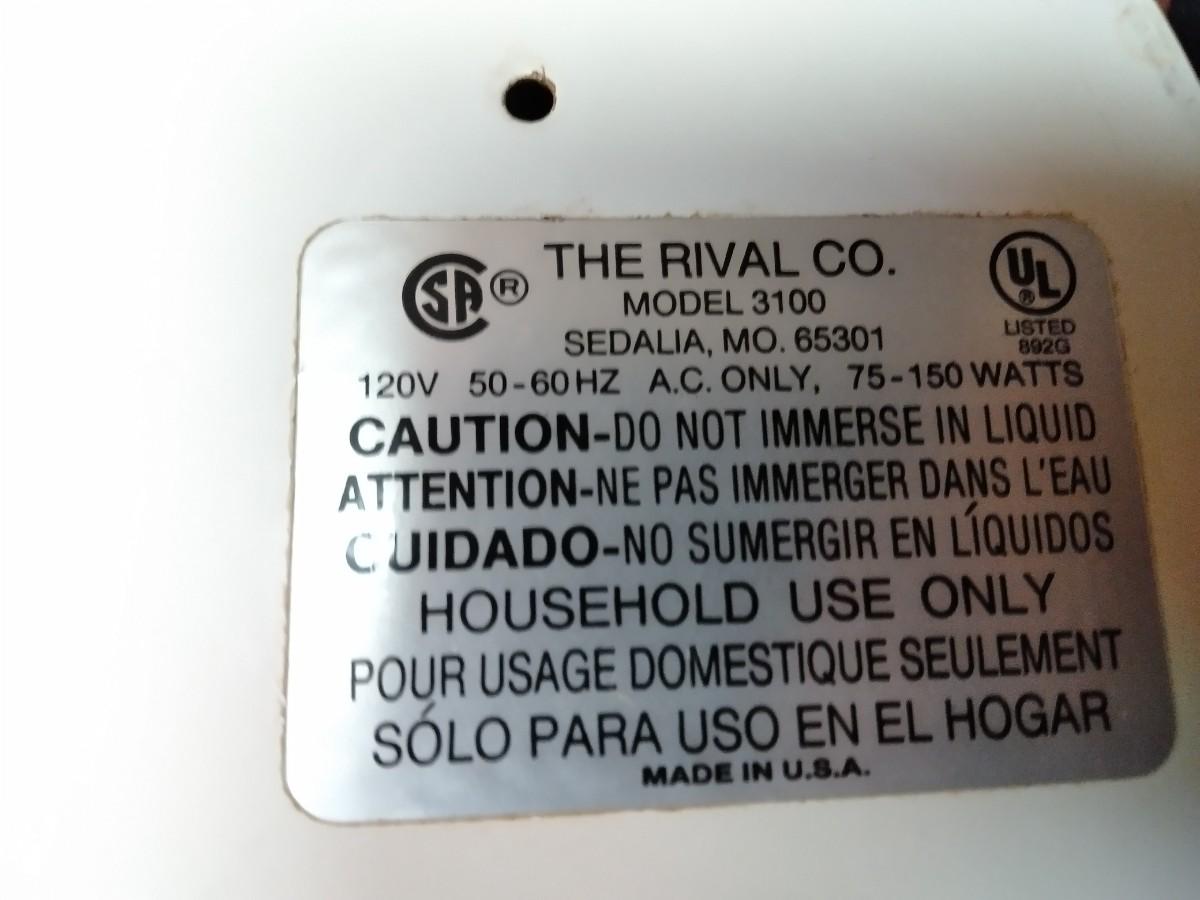 SA ® THE RIVAL CO. UL ®
MODEL 3100 LISTED
SEDALIA, MO. 65301 892G
120V 50-60HZ A.C. ONLY, 75-150 WATTS
CAUTION-DO NOT IMMERSE IN LIQUID
ATTENTION-NE PAS IMMERGER DANS L'EAU
CUIDADO-NO SUMERGIR EN LÍQUIDOS
HOUSEHOLD USE ONLY
POUR USAGE DOMESTIQUE SEULEMENT
SÓLO PARA USO EN EL HOGAR
MADE IN U.S.A.